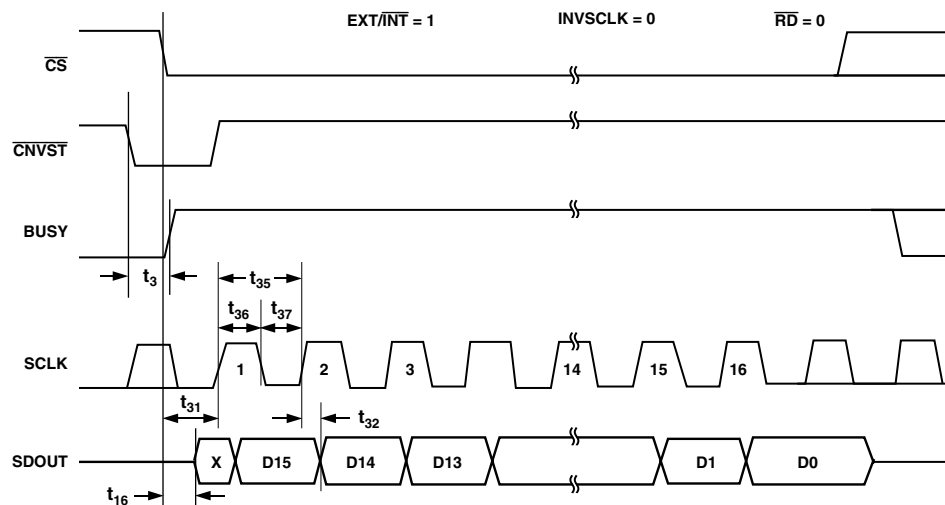 EXT/INT = 1 INVSCLK = 0 RD = 0
CS
CNVST
BUSY
t3
t35
t36 t37
SCLK 1 2 3 14 15 16
t31
t32
SDOUT X D15 D14 D13 D1 D0
t16